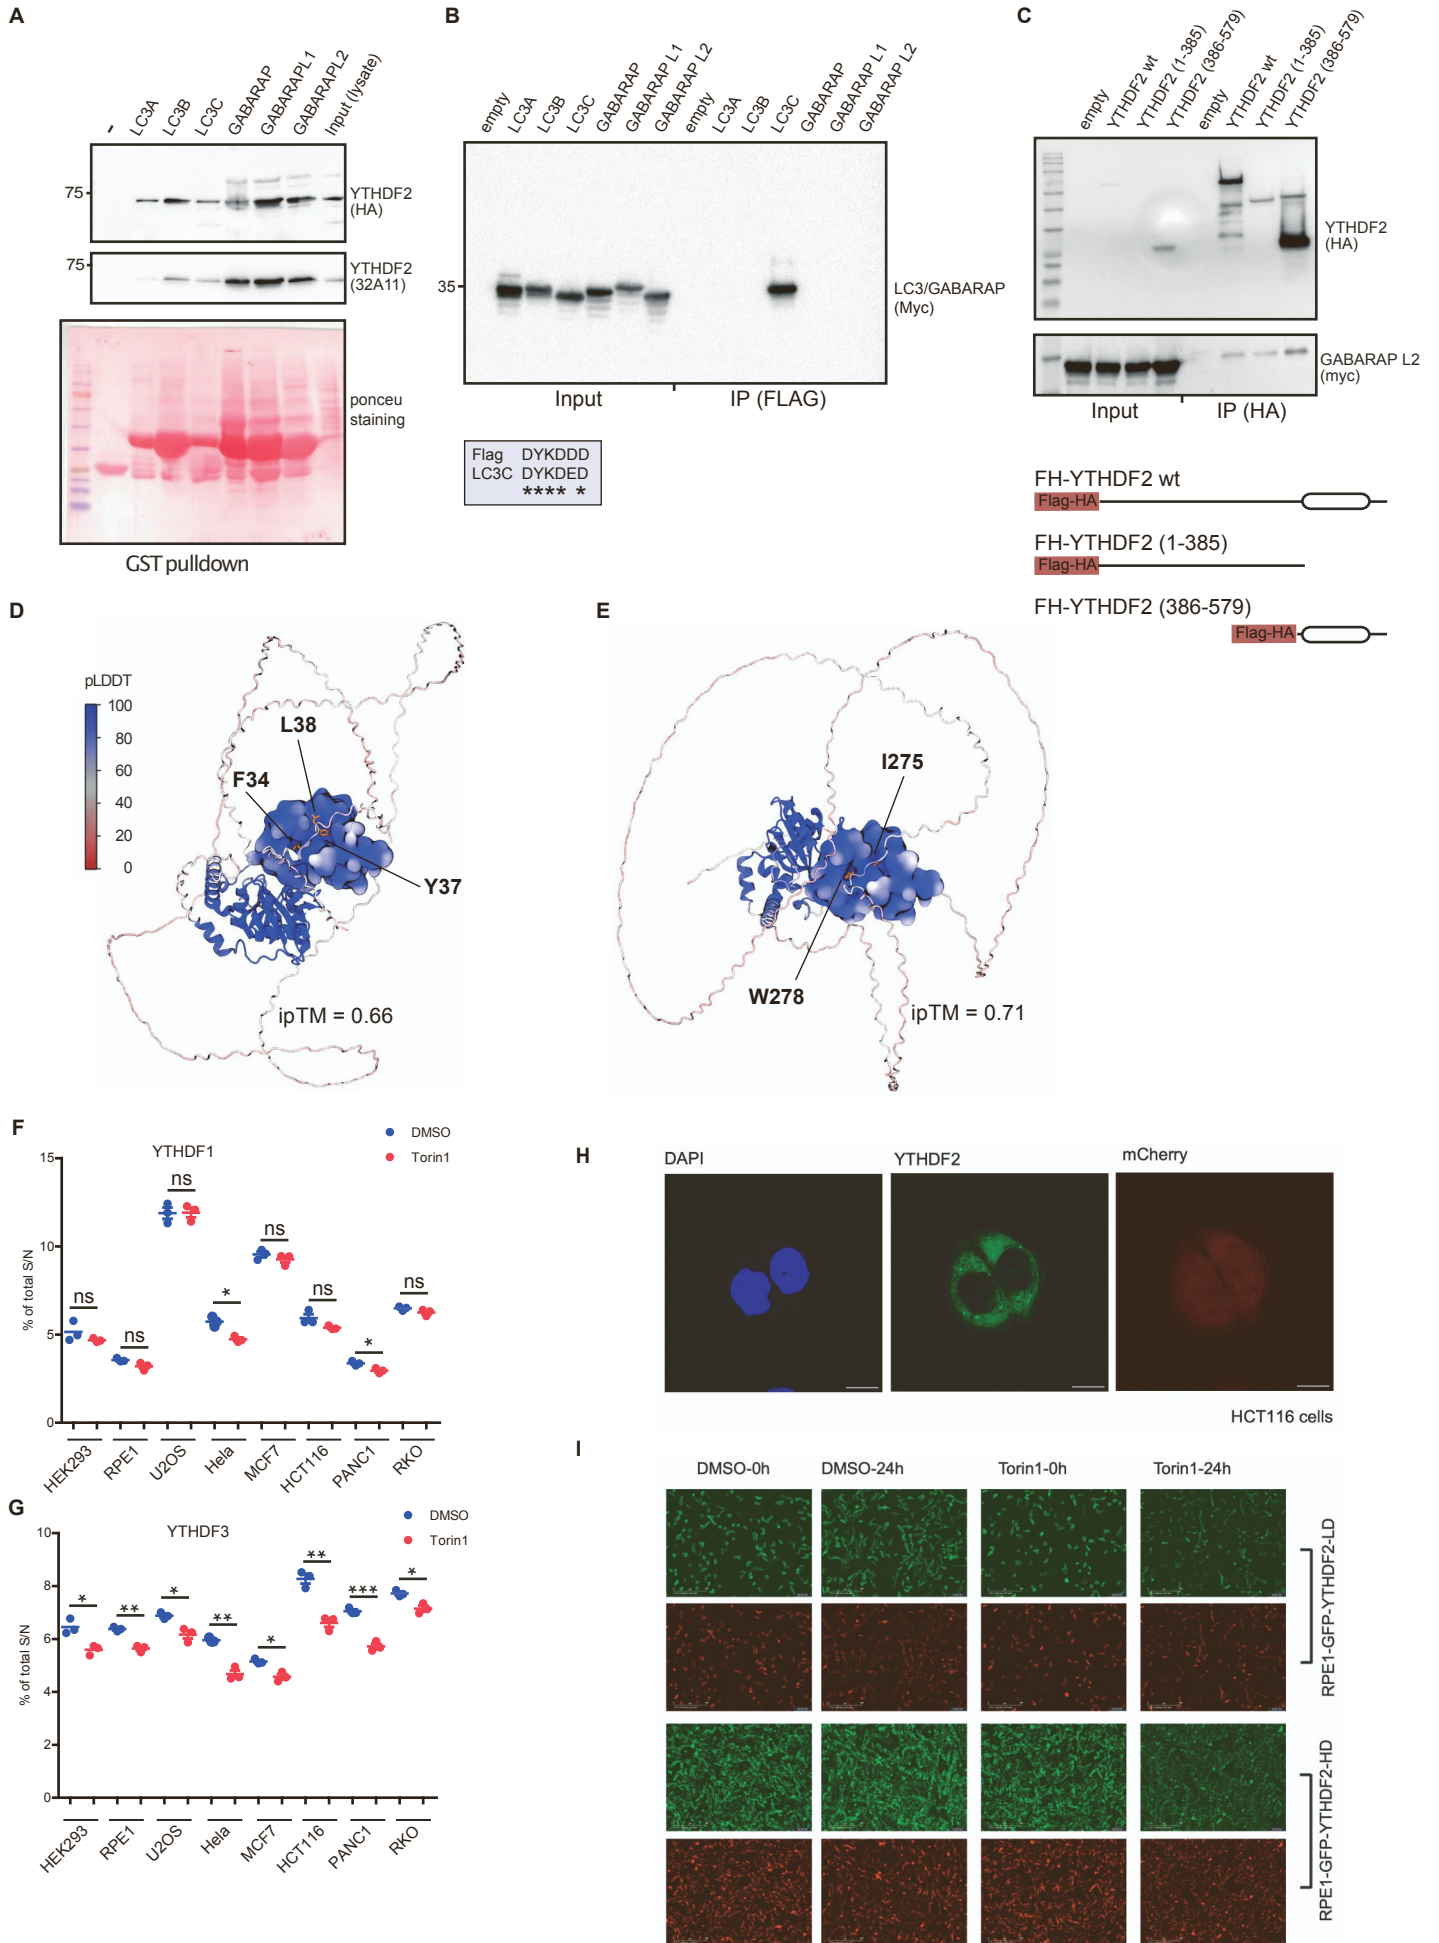 A
-
LC3A
LC3B
LC3C
GABARAP
GABARAPL1
GABARAPL2
Input (lysate)
75
YTHDF2
(HA)
75
YTHDF2
(32A11)
ponceu
staining
GST pulldown
B
empty
LC3A
LC3B
LC3C
GABARAP
GABARAP L1
GABARAP L2
empty
LC3A
LC3B
LC3C
GABARAP
GABARAP L1
GABARAP L2
35
LC3/GABARAP
(Myc)
Input
IP (FLAG)
Flag DYKDDD
LC3C DYKDED
**** *
C
empty
YTHDF2 wt
YTHDF2 (1-385)
YTHDF2 (386-579)
empty
YTHDF2 wt
YTHDF2 (1-385)
YTHDF2 (386-579)
YTHDF2
(HA)
GABARAP L2
(myc)
Input
IP (HA)
FH-YTHDF2 wt
Flag-HA
FH-YTHDF2 (1-385)
Flag-HA
FH-YTHDF2 (386-579)
Flag-HA
D
pLDDT
100
80
60
40
20
0
L38
F34
Y37
ipTM = 0.66
E
I275
W278
ipTM = 0.71
F
YTHDF1
DMSO
Torin1
% of total S/N
15
10
5
0
ns
ns
ns
*
ns
ns
*
ns
HEK293
RPE1
U2OS
Hela
MCF7
HCT116
PANC1
RKO
G
YTHDF3
DMSO
Torin1
% of total S/N
10
8
6
4
2
0
*
**
*
**
*
**
***
*
HEK293
RPE1
U2OS
Hela
MCF7
HCT116
PANC1
RKO
H
DAPI
YTHDF2
mCherry
HCT116 cells
I
DMSO-0h
DMSO-24h
Torin1-0h
Torin1-24h
RPE1-GFP-YTHDF2-LD
RPE1-GFP-YTHDF2-HD